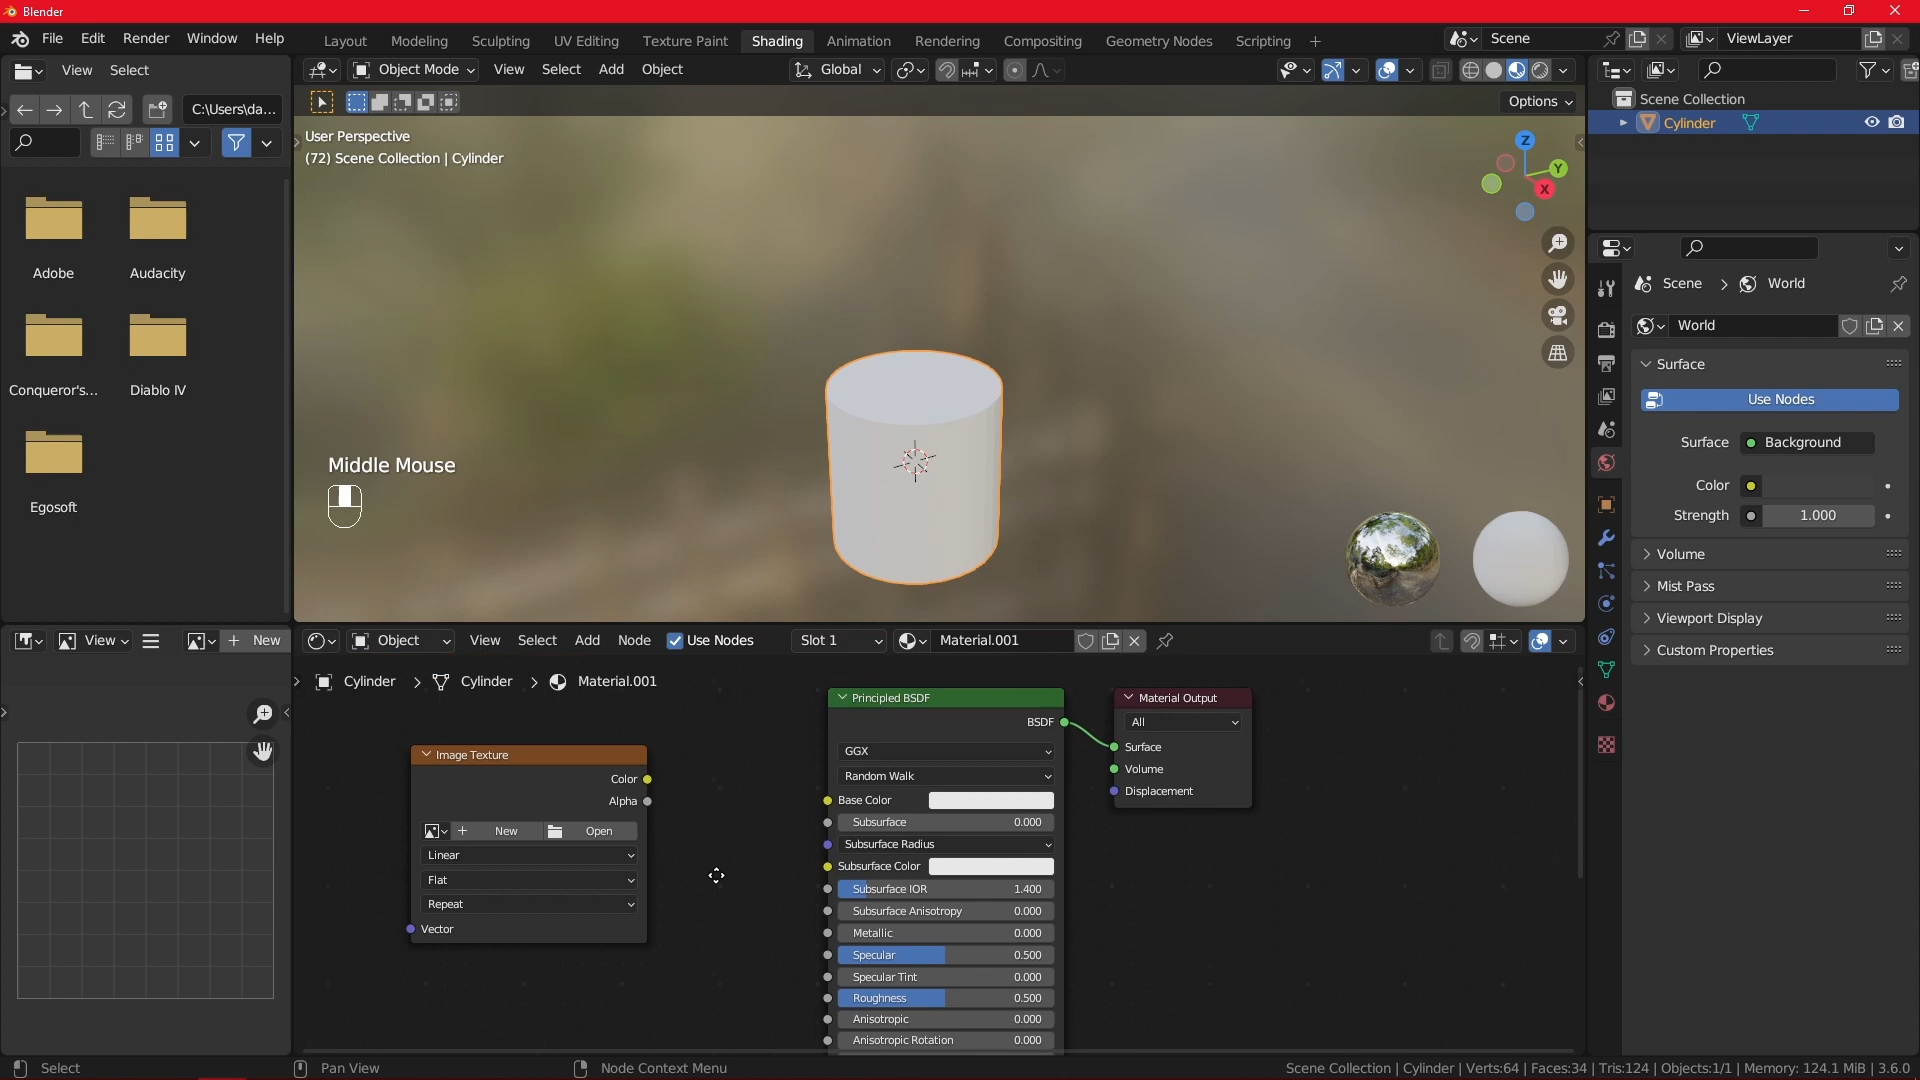 Blender
File Edit Render Window Help
Layout Modeling Sculpting UV Editing Texture Paint Shading Animation Rendering Compositing Geometry Nodes Scripting +
Scene
ViewLayer
View Select
Object Mode View Select Add Object
Global
C:\Users\da...
Options
User Perspective
(72) Scene Collection | Cylinder
Z
Y
X
Scene Collection
Cylinder
Adobe
Audacity
Conqueror's...
Diablo IV
Egosoft
Middle Mouse
Scene > World
World
Surface
Use Nodes
Surface Background
Color
Strength 1.000
Volume
Mist Pass
Viewport Display
Custom Properties
View
+ New
Object View Select Add Node Use Nodes Slot 1 Material.001
Cylinder > Cylinder > Material.001
Image Texture
Color
Alpha
+ New Open
Linear
Flat
Repeat
Vector
Principled BSDF
BSDF
GGX
Random Walk
Base Color
Subsurface 0.000
Subsurface Radius
Subsurface Color
Subsurface IOR 1.400
Subsurface Anisotropy 0.000
Metallic 0.000
Specular 0.500
Specular Tint 0.000
Roughness 0.500
Anisotropic 0.000
Anisotropic Rotation 0.000
Material Output
All
Surface
Volume
Displacement
Select
Pan View
Node Context Menu
Scene Collection | Cylinder | Verts:64 | Faces:34 | Tris:124 | Objects:1/1 | Memory: 124.1 MiB | 3.6.0